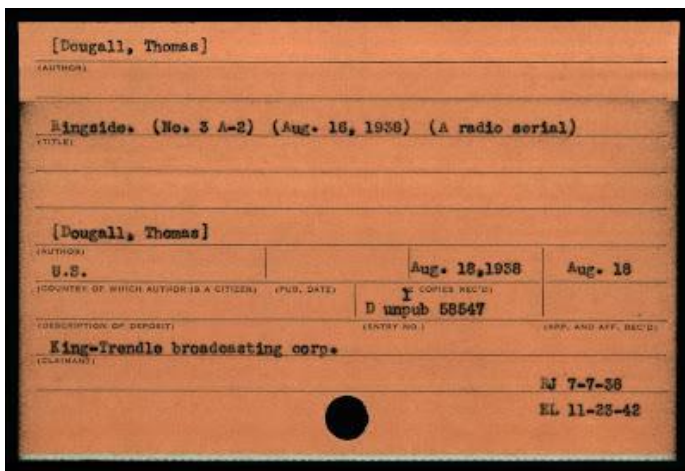 [Dougall, Thomas]
(AUTHOR)
Ringside. (No. 3 A-2) (Aug. 16, 1938) (A radio serial)
(TITLE)
[Dougall, Thomas]
(AUTHOR)
U.S. Aug. 18,1938 Aug. 18
(COUNTRY OF WHICH AUTHOR IS A CITIZEN) (PUB. DATE) COPIES REC'D)
1
D unpub 58547
(DESCRIPTION OF DEPOSIT) (ENTRY NO.) (APP. AND AFF. REC'D)
King-Trendle broadcasting corp.
(CLAIMANT)
RJ 7-7-38
EL 11-23-42